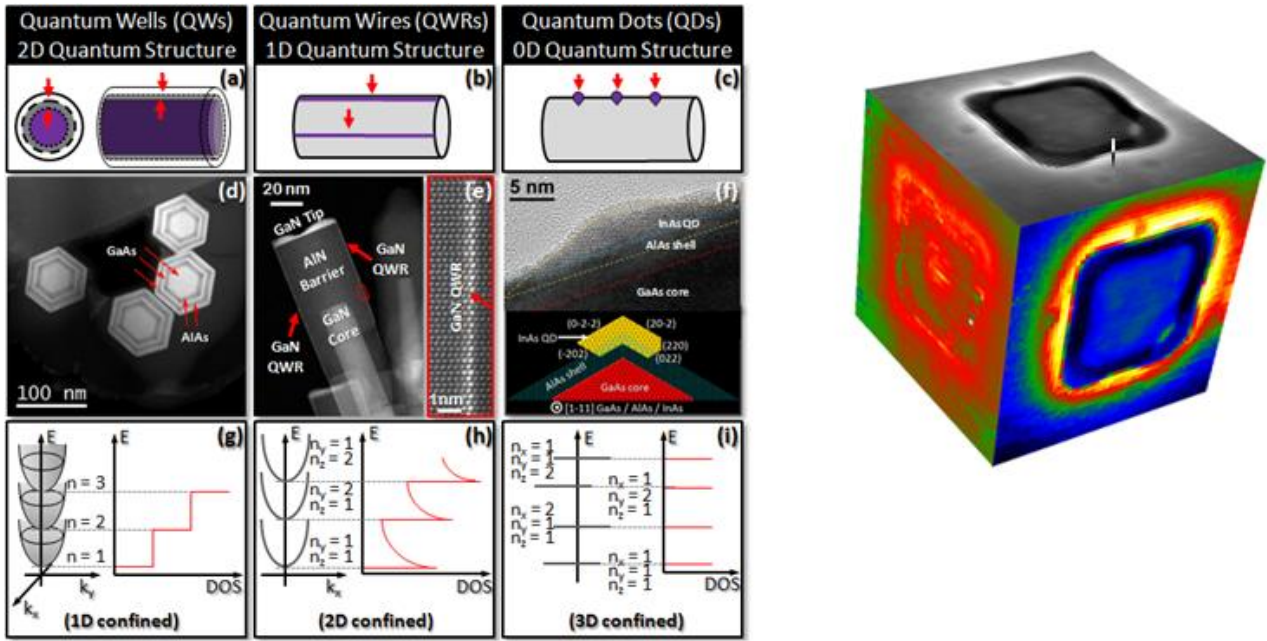 Quantum Wells (QWs)
2D Quantum Structure
Quantum Wires (QWRs)
1D Quantum Structure
Quantum Dots (QDs)
0D Quantum Structure
(a)
(b)
(c)
(d)
GaAs
AlAs
100 nm
20 nm
(e)
GaN Tip
AlN
Barrier
GaN
QWR
GaN
Core
GaN
QWR
GaN QWR
1nm
5 nm
(f)
InAs QD
AlAs shell
GaAs core
(0-2-2)
(20-2)
InAs QD
(-202)
(220)
(022)
AlAs shell
GaAs core
[1-11] GaAs / AlAs / InAs
(g)
E
E
n = 3
n = 2
n = 1
ky
kx
DOS
(1D confined)
(h)
E
E
ny = 1
nz = 2
ny = 2
nz = 1
ny = 1
nz = 1
kx
DOS
(2D confined)
(i)
E
E
nx = 1
ny = 1
nz = 2
nx = 1
ny = 2
nz = 1
nx = 2
ny = 1
nz = 1
nx = 1
ny = 1
nz = 1
DOS
(3D confined)